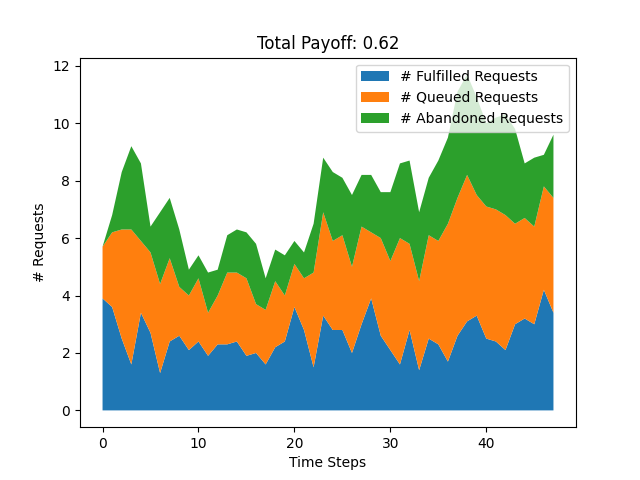 Total Payoff: 0.62
# Fulfilled Requests
# Queued Requests
# Abandoned Requests
# Requests
12
10
8
6
4
2
0
0
10
20
30
40
Time Steps